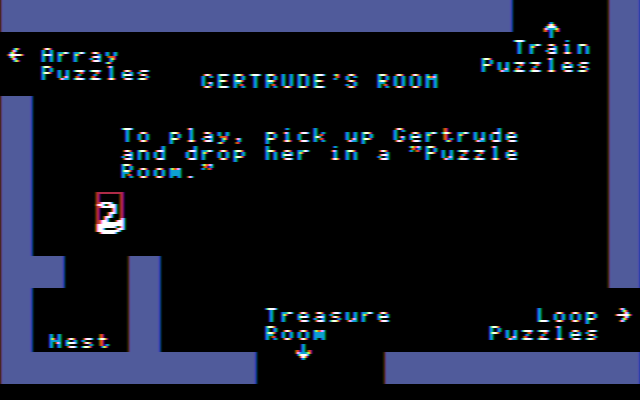 ↑
← Array
Puzzles
Train
Puzzles
GERTRUDE'S ROOM
To play, pick up Gertrude
and drop her in a "Puzzle
Room."
Nest
Treasure
Room
↓
Loop →
Puzzles